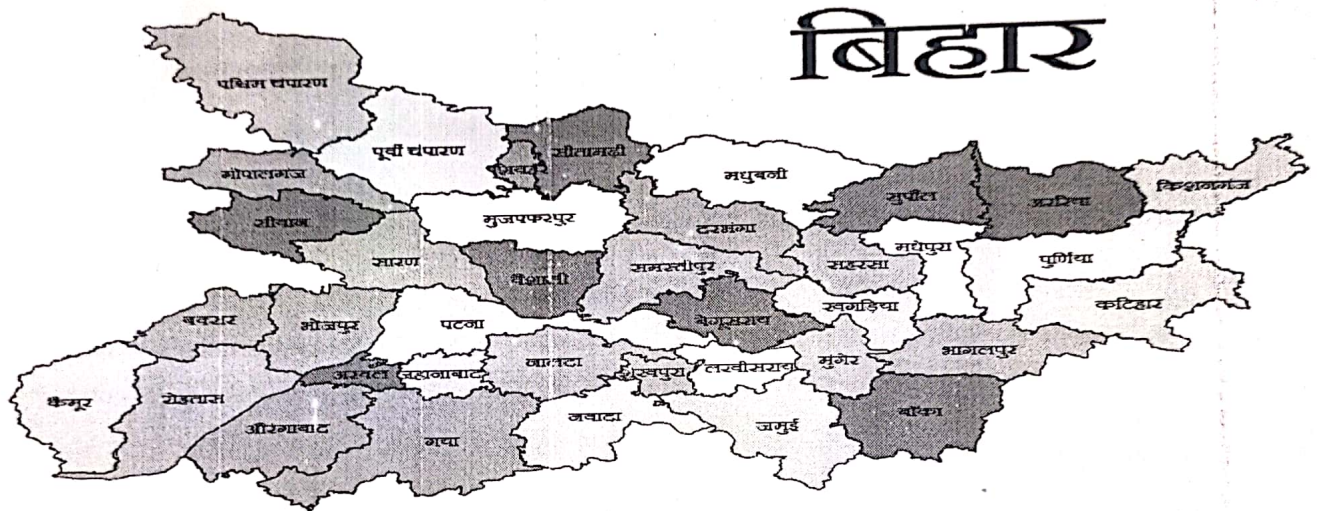 बिहार
पश्चिम चंपारण
पूर्वी चंपारण
शिवहर
सीतामढ़ी
मधुबनी
सुपौल
अररिया
किशनगंज
गोपालगंज
सीवान
मुजफ्फरपुर
दरभंगा
मधेपुरा
सहरसा
पुर्णिया
सारण
वैशाली
समस्तीपुर
कटिहार
खगड़िया
बक्सर
भोजपुर
पटना
बेगूसराय
भागलपुर
मुंगेर
अरवल
जहानाबाद
नालंदा
शेखपुरा
लखीसराय
कैमूर
रोहतास
औरंगाबाद
गया
नवादा
जमुई
बाँका